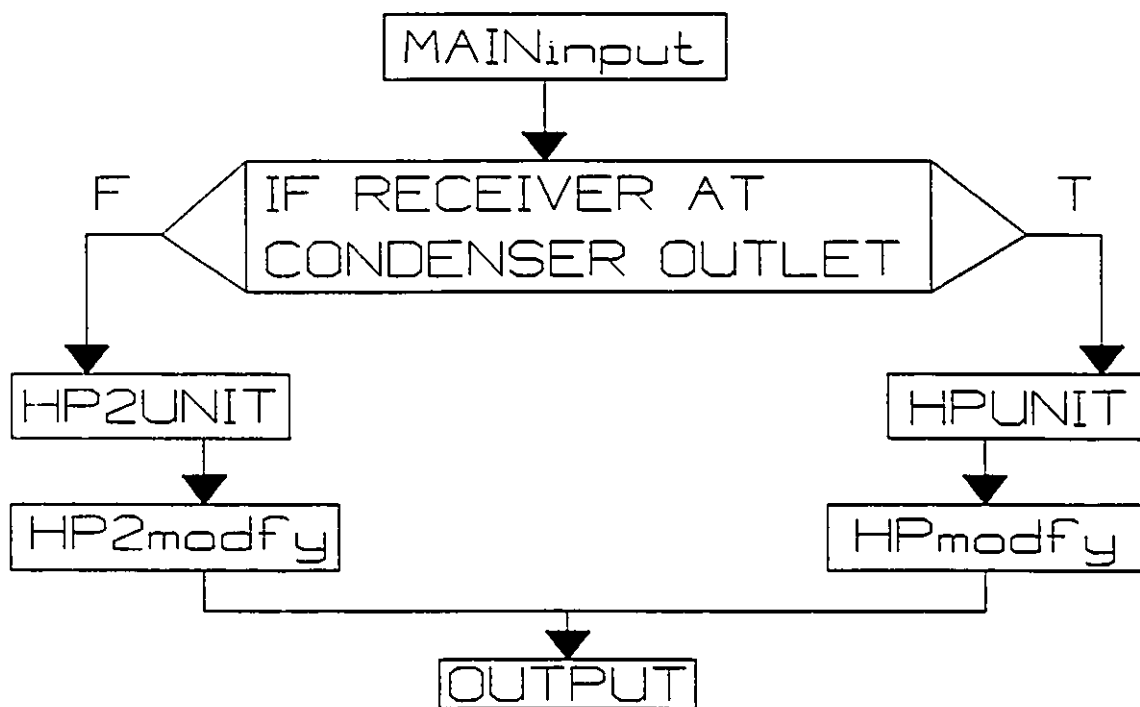 MAINinput
F
IF RECEIVER AT
T
CONDENSER OUTLET
HP2UNIT
HPUNIT
HP2modfy
HPmodfy
OUTPUT